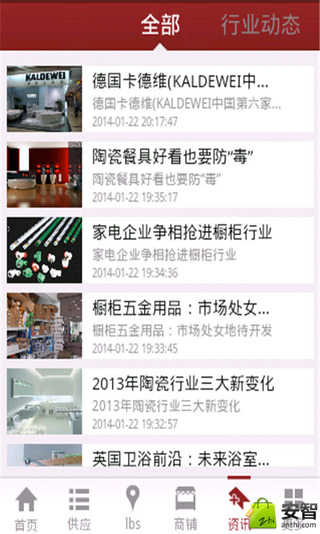 全部
行业动态
KALDEWEI
德国卡德维(KALDEWEI中...
德国卡德维(KALDEWEI中国第六家...
2014-01-22 20:17:47
陶瓷餐具好看也要防“毒”
陶瓷餐具好看也要防“毒”
2014-01-22 19:35:17
家电企业争相抢进橱柜行业
家电企业争相抢进橱柜行业
2014-01-22 19:34:36
橱柜五金用品：市场处女...
橱柜五金用品：市场处女地待开发
2014-01-22 19:33:45
2013年陶瓷行业三大新变化
2013年陶瓷行业三大新变化
2014-01-22 19:32:57
英国卫浴前沿：未来浴室...
首页
供应
lbs
商铺
资讯
安智
anzhi.com